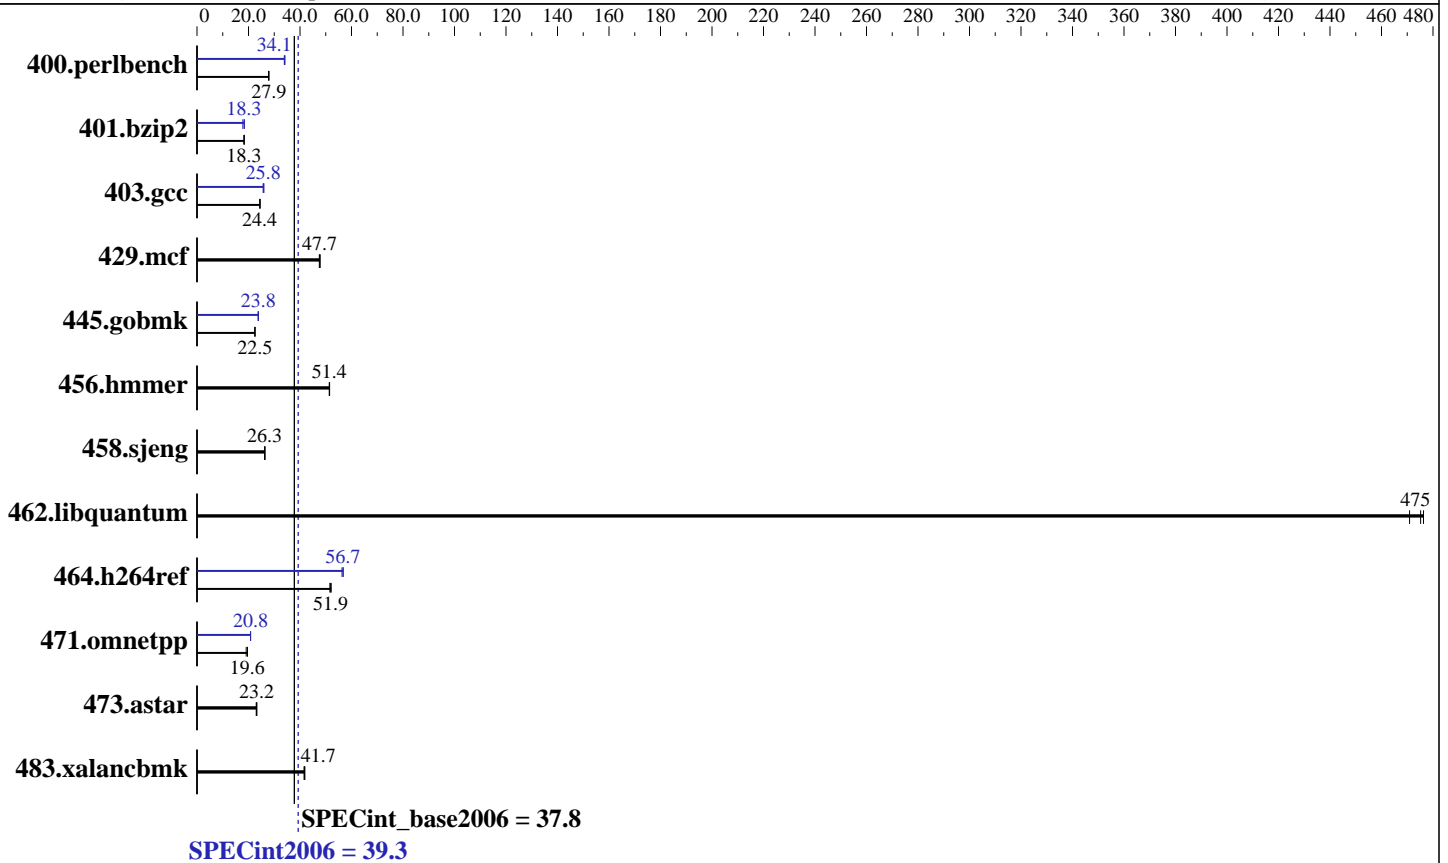 0 20.0 40.0 60.0 80.0 100 120 140 160 180 200 220 240 260 280 300 320 340 360 380 400 420 440 460 480
34.1
400.perlbench
27.9
18.3
401.bzip2
18.3
25.8
403.gcc
24.4
47.7
429.mcf
23.8
445.gobmk
22.5
51.4
456.hmmer
26.3
458.sjeng
475
462.libquantum
56.7
464.h264ref
51.9
20.8
471.omnetpp
19.6
23.2
473.astar
41.7
483.xalancbmk
SPECint_base2006 = 37.8
SPECint2006 = 39.3